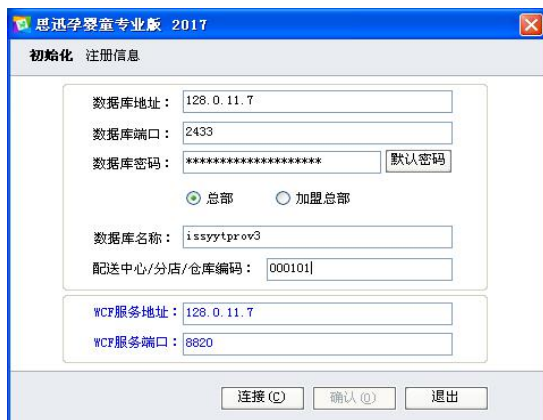 思迅孕婴童专业版 2017
初始化 注册信息
数据库地址： 128.0.11.7
数据库端口： 2433
数据库密码： ******************** 默认密码
总部 加盟总部
数据库名称： issyytprov3
配送中心/分店/仓库编码： 000101
WCF服务地址： 128.0.11.7
WCF服务端口： 8820
连接(C) 确认(O) 退出